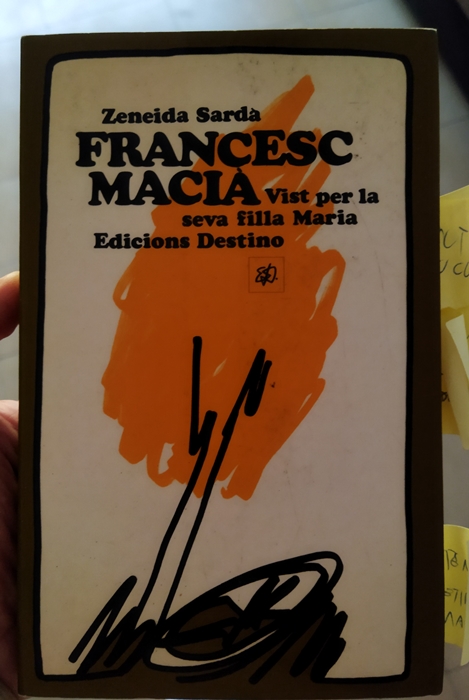 Zeneida Sardà
FRANCESC
MACIÀ Vist per la
seva filla Maria
Edicions Destino